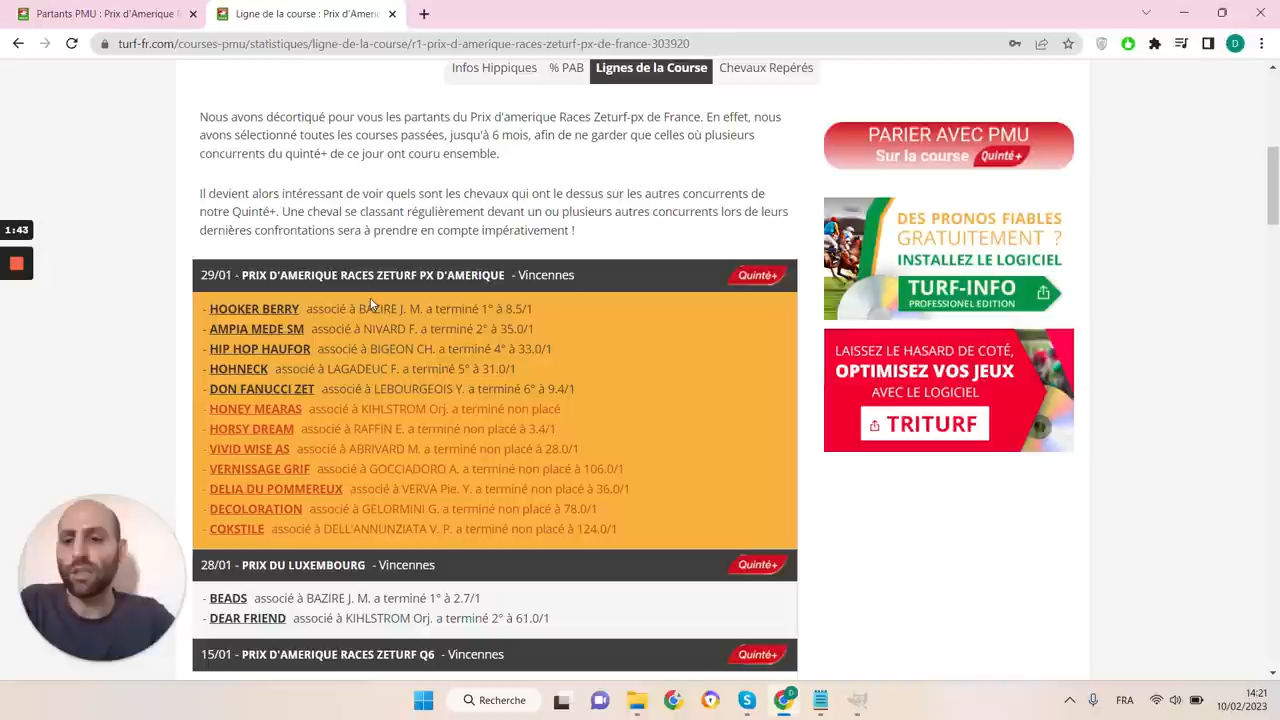 Partants PMU : Prix d'Amerique
Ligne de la course : Prix d'Ameri
turf-fr.com/courses-pmu/statistiques/ligne-de-la-course/r1-prix-amerique-races-zeturf-px-de-france-303920
D
Infos Hippiques % PAB Lignes de la Course Chevaux Repérés
Nous avons décortiqué pour vous les partants du Prix d'amerique Races Zeturf-px de France. En effet, nous
avons sélectionné toutes les courses passées, jusqu'à 6 mois, afin de ne garder que celles où plusieurs
concurrents du quinté+ de ce jour ont couru ensemble.
Il devient alors intéressant de voir quels sont les chevaux qui ont le dessus sur les autres concurrents de
notre Quinté+. Une cheval se classant régulièrement devant un ou plusieurs autres concurrents lors de leurs
dernières confrontations sera à prendre en compte impérativement !
1:43
29/01 - PRIX D'AMERIQUE RACES ZETURF PX D'AMERIQUE - Vincennes Quinté+
- HOOKER BERRY associé à BAZIRE J. M. a terminé 1° à 8.5/1
- AMPIA MEDE SM associé à NIVARD F. a terminé 2° à 35.0/1
- HIP HOP HAUFOR associé à BIGEON CH. a terminé 4° à 33,0/1
- HOHNECK associé à LAGADEUC F. a terminé 5° à 31.0/1
- DON FANUCCI ZET associé à LEBOURGEOIS Y. a terminé 6° à 9.4/1
- HONEY MEARAS associé à KIHLSTROM Orj. a terminé non placé
- HORSY DREAM associé à RAFFIN E. a terminé non placé à 3.4/1
- VIVID WISE AS associé à ABRIVARD M. a terminé non placé à 28.0/1
- VERNISSAGE GRIF associé à GOCCIADORO A. a terminé non placé à 106.0/1
- DELIA DU POMMEREUX associé à VERVA Pie. Y. a terminé non placé à 36.0/1
- DECOLORATION associé à GELORMINI G. a terminé non placé à 78.0/1
- COKSTILE associé à DELL'ANNUNZIATA V. P. a terminé non placé à 124.0/1
28/01 - PRIX DU LUXEMBOURG - Vincennes Quinté+
- BEADS associé à BAZIRE J. M. a terminé 1° à 2.7/1
- DEAR FRIEND associé à KIHLSTROM Orj. a terminé 2° à 61.0/1
15/01 - PRIX D'AMERIQUE RACES ZETURF Q6 - Vincennes Quinté+
PARIER AVEC PMU
Sur la course Quinté+
DES PRONOS FIABLES
GRATUITEMENT ?
INSTALLEZ LE LOGICIEL
TURF-INFO
PROFESSIONEL EDITION
LAISSEZ LE HASARD DE COTÉ,
OPTIMISEZ VOS JEUX
AVEC LE LOGICIEL
TRITURF
Recherche
D
FRA
14:21
10/02/2023